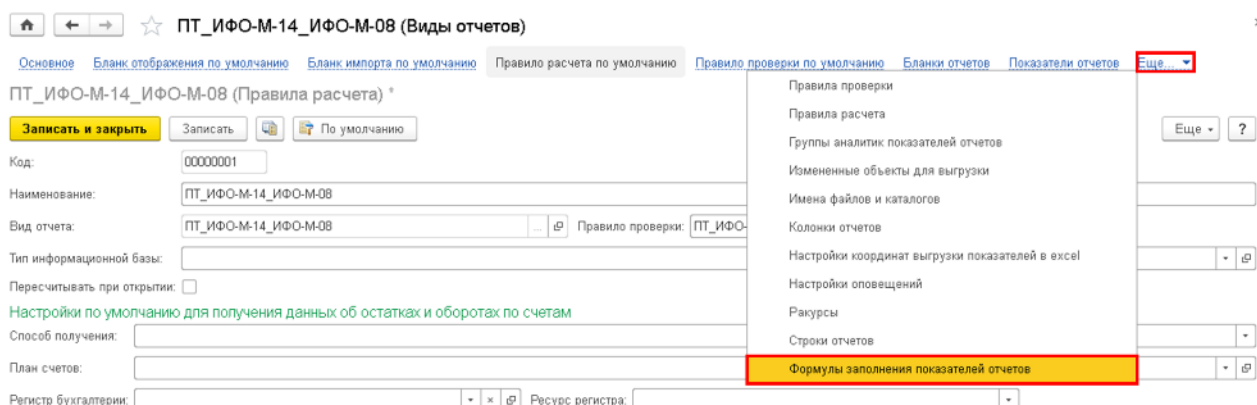 ПТ_ИФО-М-14_ИФО-М-08 (Виды отчетов)
Основное Бланк отображения по умолчанию Бланк импорта по умолчанию Правило расчета по умолчанию Правило проверки по умолчанию Бланки отчетов Показатели отчетов Еще...
ПТ_ИФО-М-14_ИФО-М-08 (Правила расчета) *
Правила проверки
Правила расчета
Группы аналитик показателей отчетов
Измененные объекты для выгрузки
Имена файлов и каталогов
Колонки отчетов
Настройки координат выгрузки показателей в excel
Настройки оповещений
Ракурсы
Строки отчетов
Формулы заполнения показателей отчетов
Записать и закрыть Записать По умолчанию Еще ?
Код: 00000001
Наименование: ПТ_ИФО-М-14_ИФО-М-08
Вид отчета: ПТ_ИФО-М-14_ИФО-М-08 ... Правило проверки: ПТ_ИФО-
Тип информационной базы:
Пересчитывать при открытии:
Настройки по умолчанию для получения данных об остатках и оборотах по счетам
Способ получения:
План счетов:
Регистр бухгалтерии: Ресурс регистра: